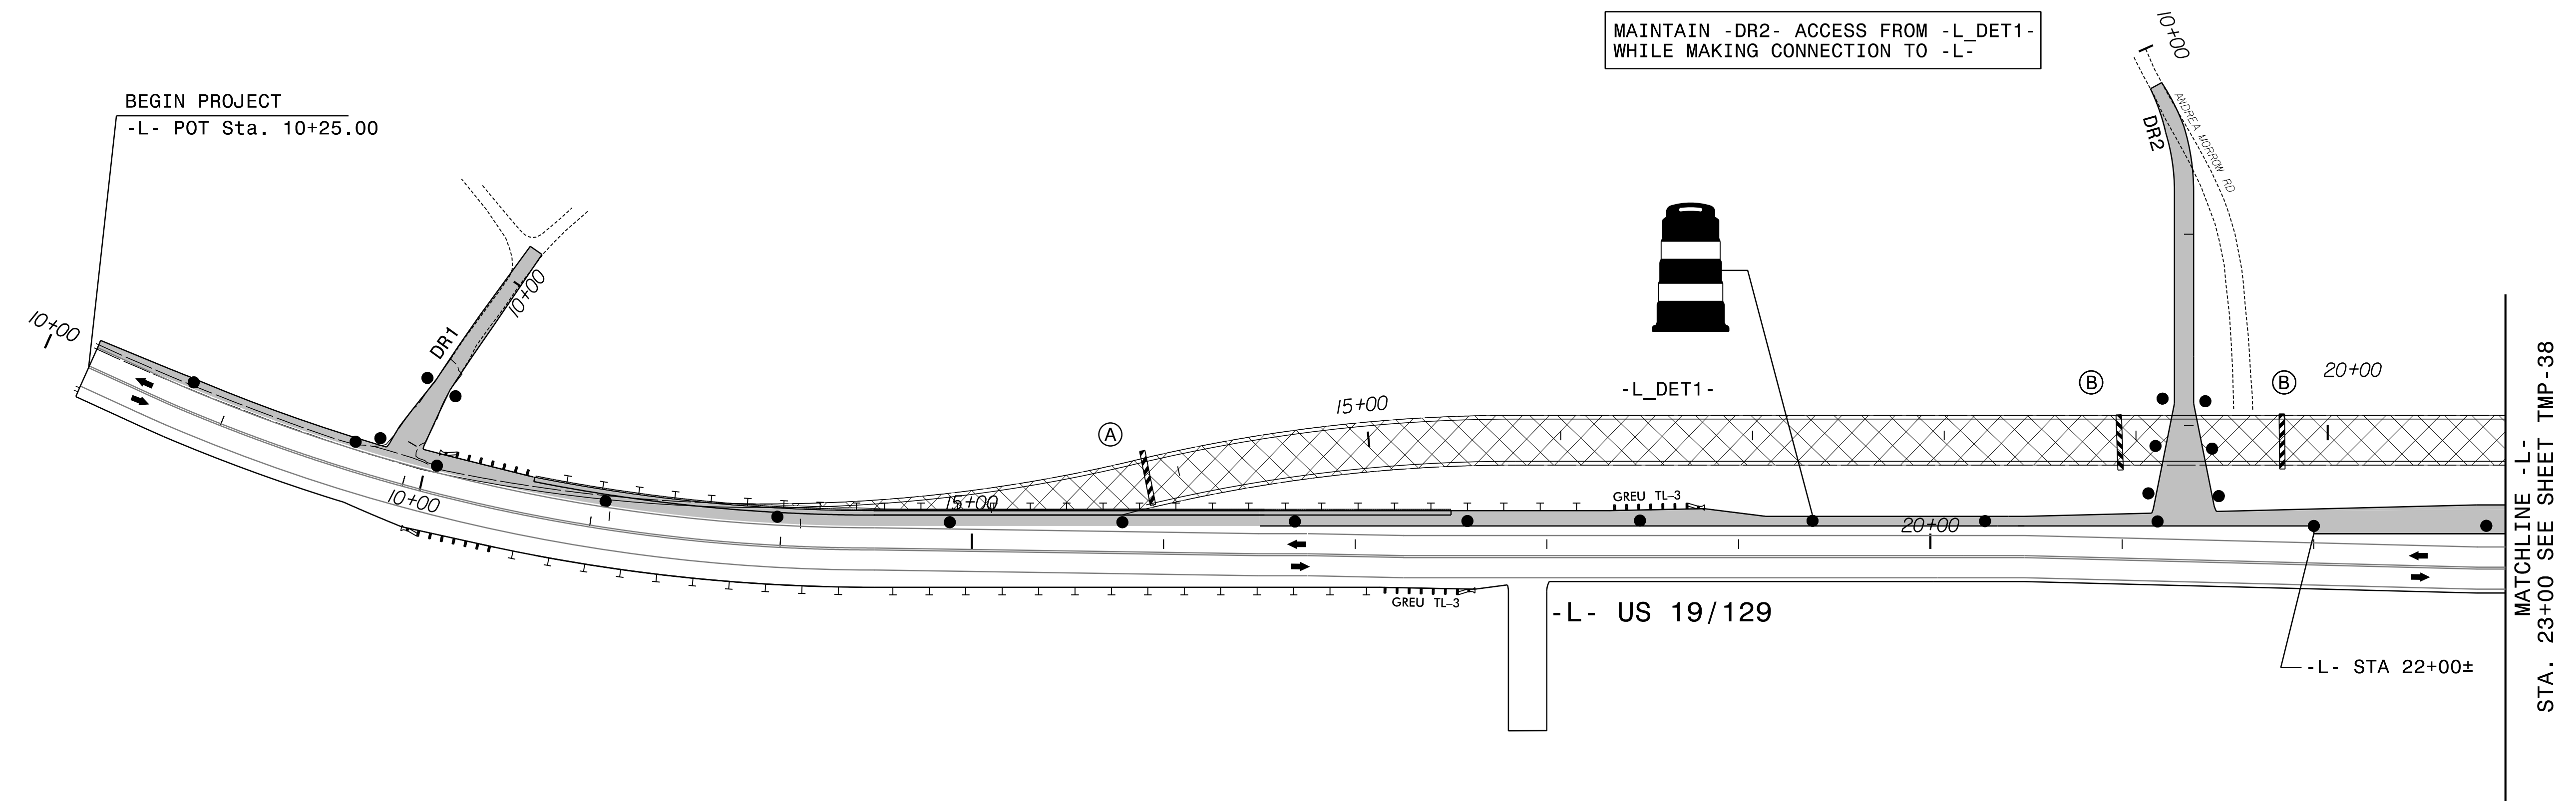 MAINTAIN -DR2- ACCESS FROM -L_DET1-
WHILE MAKING CONNECTION TO -L-
BEGIN PROJECT
-L- POT Sta. 10+25.00
10+00
DR2
ANDREA MORROW RD
10+00
DR1
10+00
10+00
A
15+00
15+00
-L_DET1-
B
B
20+00
GREU TL-3
20+00
GREU TL-3
-L- US 19/129
-L- STA 22+00±
MATCHLINE -L-
STA. 23+00 SEE SHEET TMP-38